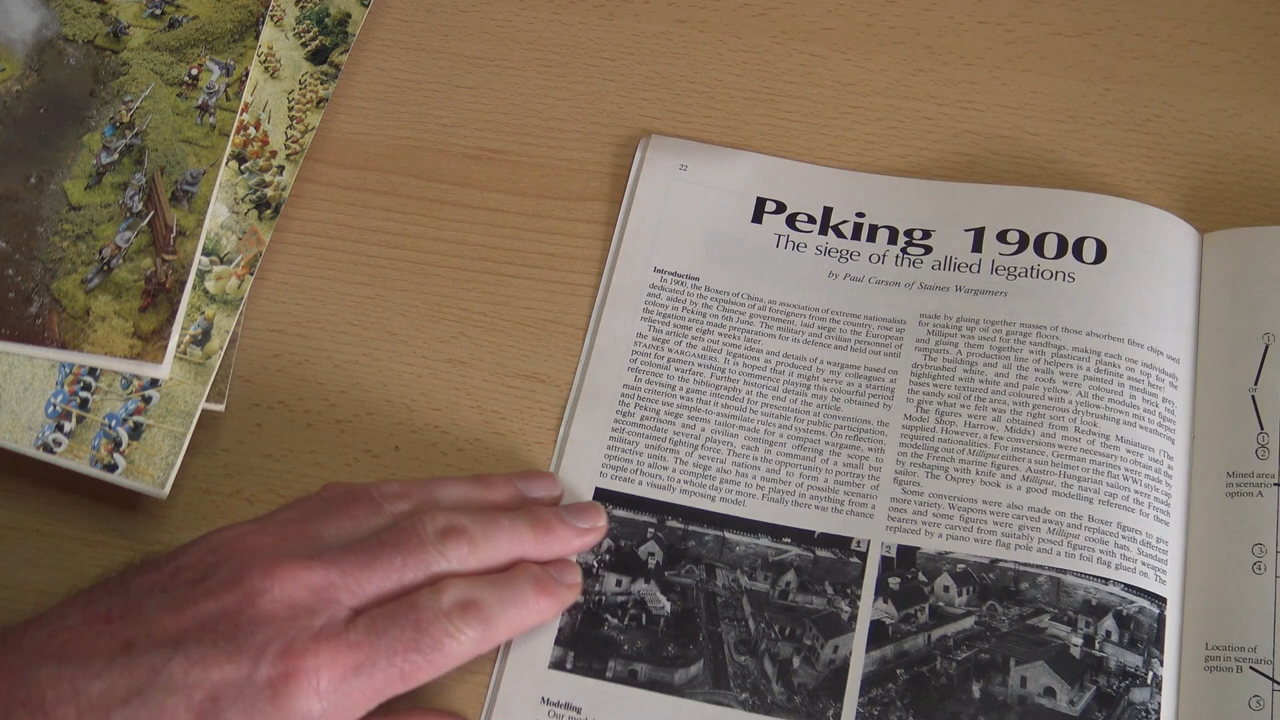 22
Peking 1900
The siege of the allied legations
by Paul Carson of Staines Wargamers
Introduction
In 1900, the Boxers of China, an association of extreme nationalists
dedicated to the expulsion of all foreigners from the country, rose up
and, aided by the Chinese government, laid siege to the European
colony in Peking on 6th June. The military and civilian personnel of
the legation area made preparations for its defence and held out until
relieved some eight weeks later.
This article sets out some ideas and details of a wargame based on
the siege of the allied legations as produced by my colleagues at
STAINES WARGAMERS. It is hoped that it might serve as a starting
point for gamers wishing to commence playing this colourful period
of colonial warfare. Further historical details may be obtained by
reference to the bibliography at the end of the article.
In devising a game intended for presentation at conventions, the
main criterion was that it should be suitable for public participation,
and hence use simple-to-assimilate rules and systems. On reflection,
the Peking siege seems tailor-made for a compact wargame, with
eight garrisons and a civilian contingent offering the scope to
accommodate several players, each in command of a small but
self-contained fighting force. There is the opportunity to portray the
military uniforms of several nations and to form a number of
attractive units. The siege also has a number of possible scenario
options to allow a complete game to be played in anything from a
couple of hours, to a whole day or more. Finally there was the chance
to create a visually imposing model.
1
Modelling
made by gluing together masses of those absorbent fibre chips used
for soaking up oil on garage floors.
Milliput was used for the sandbags, making each one individually
and gluing them together with plasticard planks on top for the
ramparts. A production line of helpers is a definite asset here!
The buildings and all the walls were painted in medium grey,
drybrushed white, and the roofs were coloured in brick red,
highlighted with white and pale yellow. All the models and figure
bases were textured and coloured with a yellow-brown mix to depict
the sandy soil of the area, with generous drybrushing and weathering
to give what we felt was the right sort of look.
The figures were all obtained from Redwing Miniatures (The
Model Shop, Harrow, Middx) and most of them were used as
supplied. However, a few conversions were necessary to obtain all the
required nationalities. For instance, German marines were made by
modelling out of Milliput either a sun helmet or the flat WWI style cap
on the French marine figures. Austro-Hungarian sailors were made
by reshaping with knife and Milliput, the naval cap of the French
sailor. The Osprey book is a good modelling reference for these
figures.
Some conversions were also made on the Boxer figures to give
more variety. Weapons were carved away and replaced with different
ones and some figures were given Milliput coolie hats. Standard
bearers were carved from suitably posed figures with their weapon
replaced by a piano wire flag pole and a tin foil flag glued on. The
2
1
or
1
2
Mined area
in scenario
option A
3
4
Location of
gun in scenario
option B
5